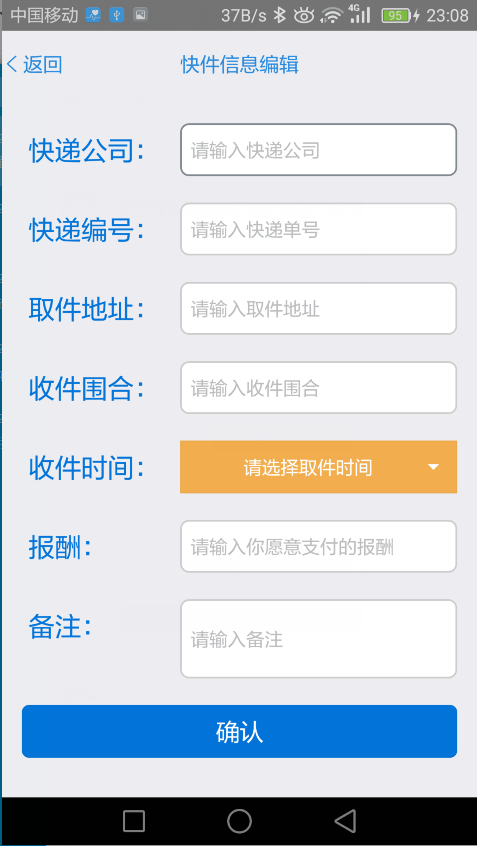 中国移动 37B/s 4G 95 23:08
返回 快件信息编辑
快递公司： 请输入快递公司
快递编号： 请输入快递单号
取件地址： 请输入取件地址
收件围合： 请输入收件围合
收件时间： 请选择取件时间
报酬： 请输入你愿意支付的报酬
备注： 请输入备注
确认